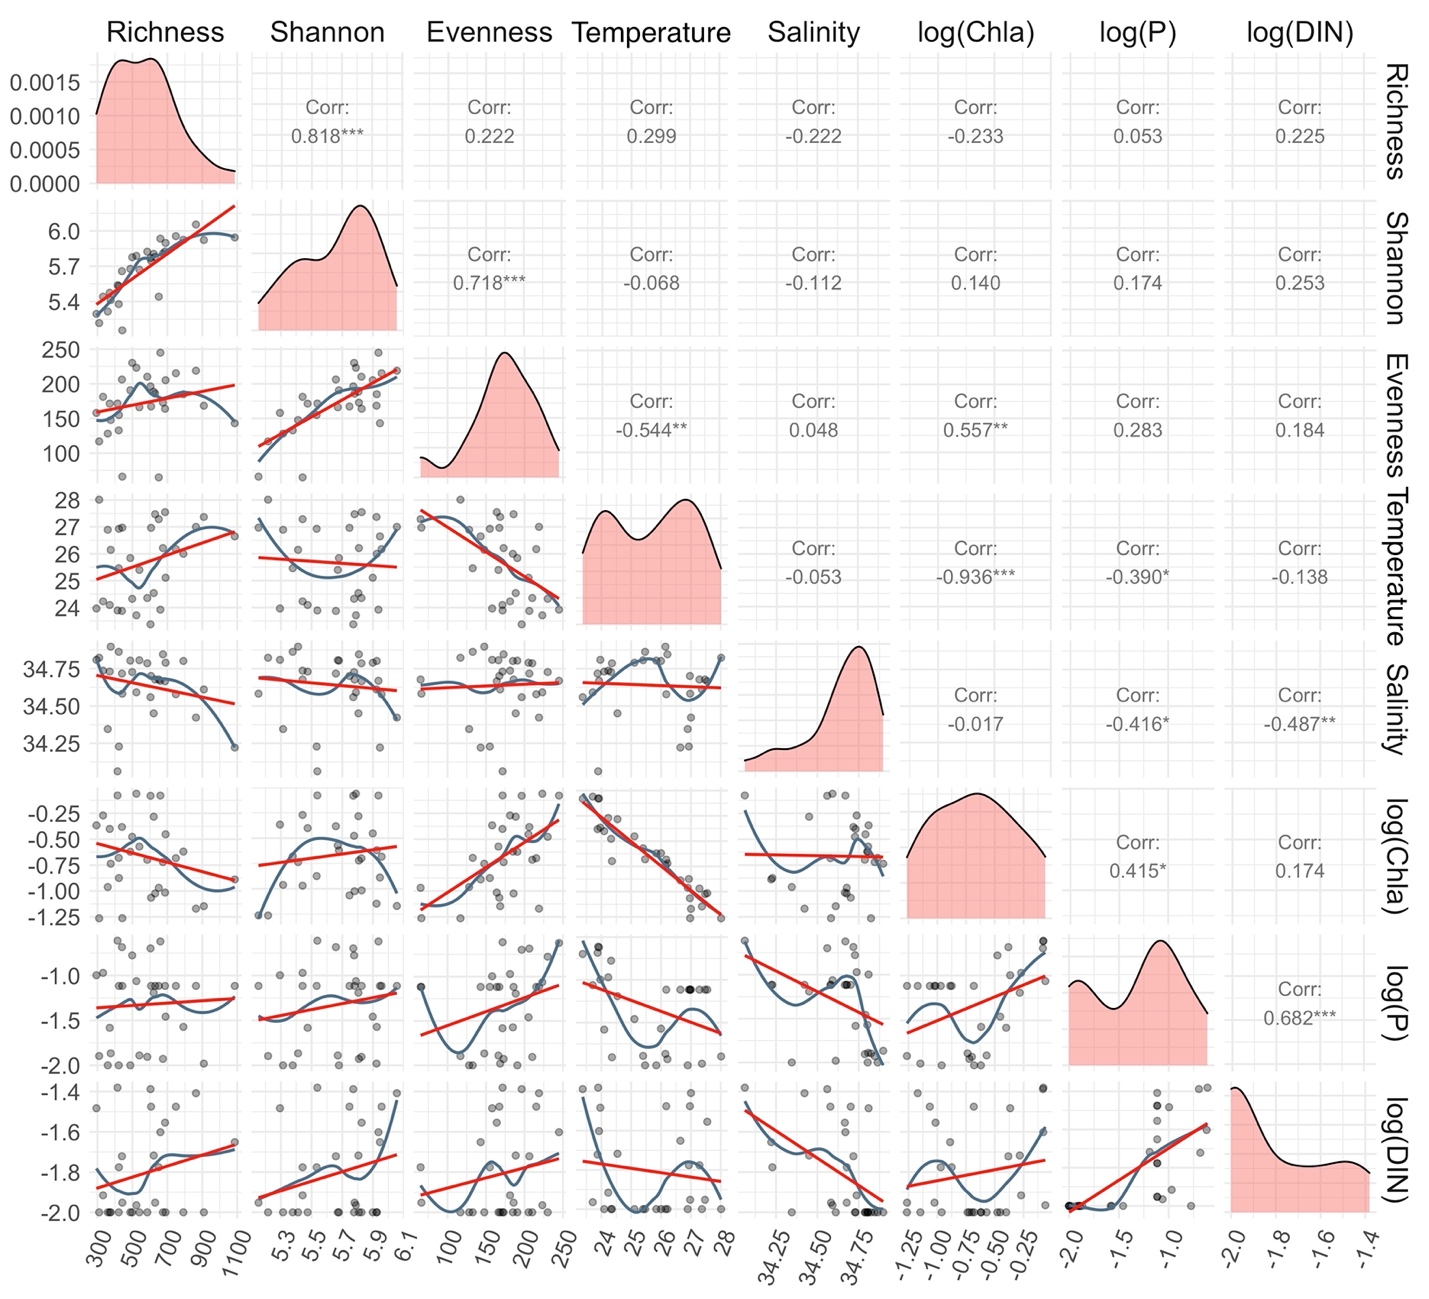 Richness Shannon Evenness Temperature Salinity log(Chla) log(P) log(DIN)
0.0015
0.0010
0.0005
0.0000
Corr: Corr: Corr: Corr: Corr: Corr: Corr:
0.818*** 0.222 0.299 -0.222 -0.233 0.053 0.225
Richness
6.0
5.7
5.4
Corr: Corr: Corr: Corr: Corr: Corr:
0.718*** -0.068 -0.112 0.140 0.174 0.253
Shannon
250
200
150
100
Corr: Corr: Corr: Corr: Corr:
-0.544** 0.048 0.557** 0.283 0.184
Evenness
28
27
26
25
24
Corr: Corr: Corr: Corr:
-0.053 -0.936*** -0.390* -0.138
Temperature
34.75
34.50
34.25
Corr: Corr: Corr:
-0.017 -0.416* -0.487**
Salinity
-0.25
-0.50
-0.75
-1.00
-1.25
Corr: Corr:
0.415* 0.174
log(Chla)
-1.0
-1.5
-2.0
Corr:
0.682***
log(P)
-1.4
-1.6
-1.8
-2.0
log(DIN)
300 500 700 900 1100 5.3 5.5 5.7 5.9 6.1 100 150 200 250 24 25 26 27 28 34.25 34.50 34.75 -1.25 -1.00 -0.75 -0.50 -0.25 -2.0 -1.5 -1.0 -2.0 -1.8 -1.6 -1.4